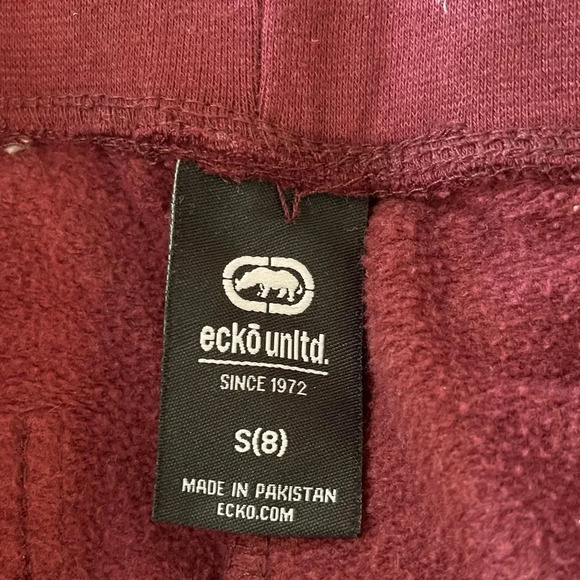 eckō unltd.
SINCE 1972
S(8)
MADE IN PAKISTAN
ECKO.COM